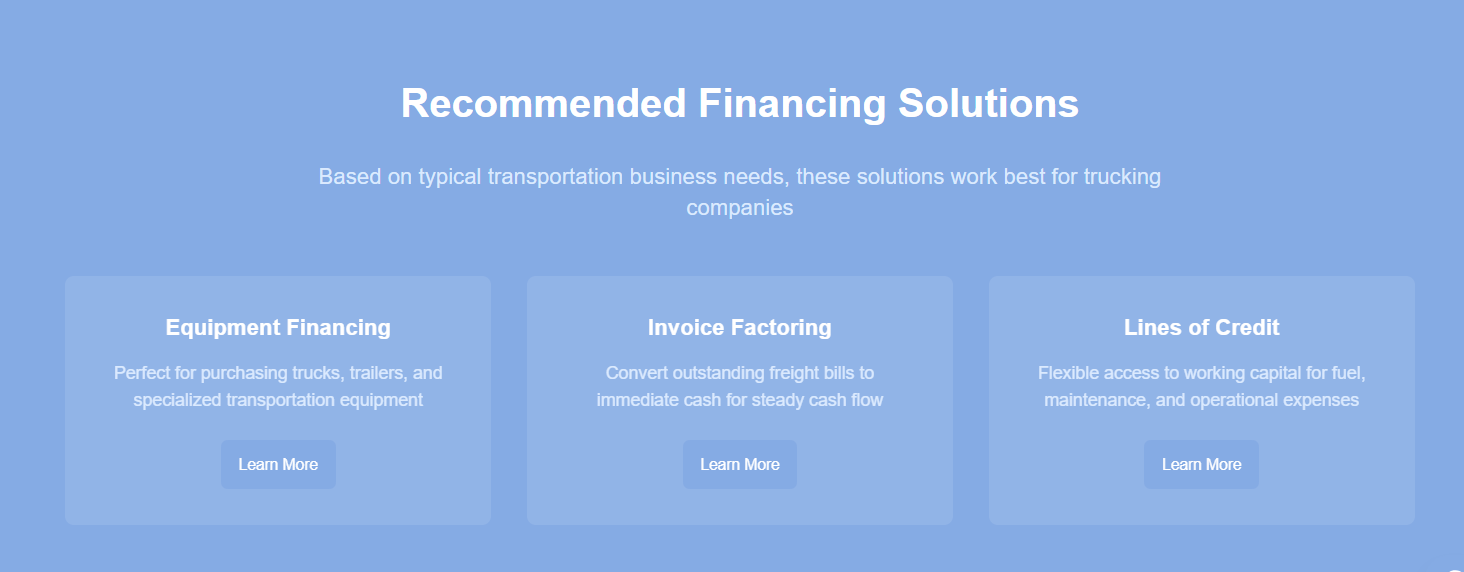 Recommended Financing Solutions
Based on typical transportation business needs, these solutions work best for trucking
companies
Equipment Financing
Perfect for purchasing trucks, trailers, and
specialized transportation equipment
Learn More
Invoice Factoring
Convert outstanding freight bills to
immediate cash for steady cash flow
Learn More
Lines of Credit
Flexible access to working capital for fuel,
maintenance, and operational expenses
Learn More